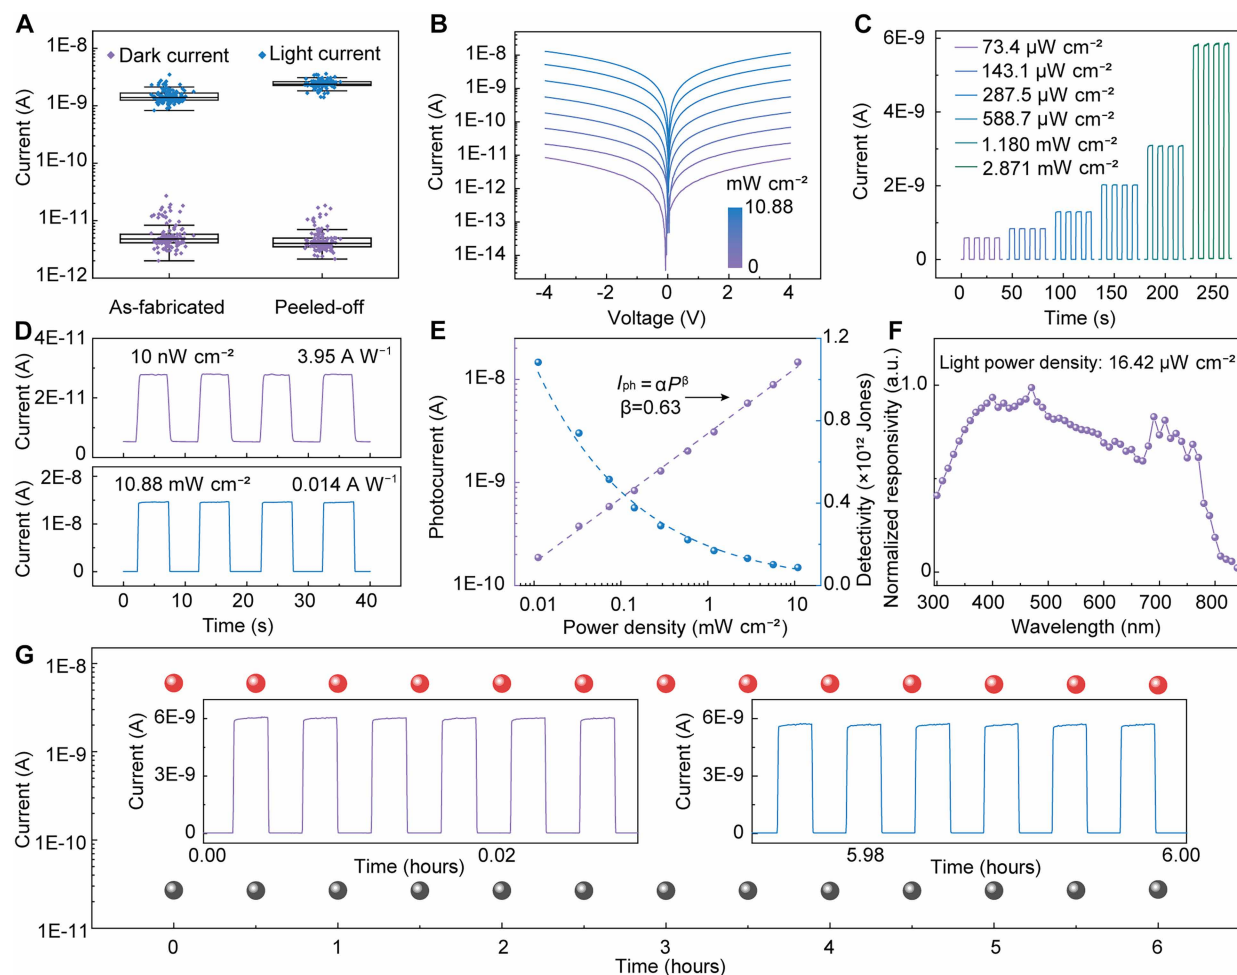 A
Current (A)
1E-8
1E-9
1E-10
1E-11
1E-12
Dark current
Light current
As-fabricated
Peeled-off
B
Current (A)
1E-8
1E-9
1E-10
1E-11
1E-12
1E-13
1E-14
mW cm⁻²
10.88
0
-4 -2 0 2 4
Voltage (V)
C
Current (A)
6E-9
4E-9
2E-9
0
73.4 µW cm⁻²
143.1 µW cm⁻²
287.5 µW cm⁻²
588.7 µW cm⁻²
1.180 mW cm⁻²
2.871 mW cm⁻²
0 50 100 150 200 250
Time (s)
D
Current (A)
4E-11
2E-11
0
10 nW cm⁻² 3.95 A W⁻¹
Current (A)
2E-8
1E-8
0
10.88 mW cm⁻² 0.014 A W⁻¹
0 10 20 30 40
Time (s)
E
Photocurrent (A)
1E-8
1E-9
1E-10
Iph = αPᵝ
β=0.63
1.2
0.8
0.4
0.0
Detectivity (×10¹² Jones)
0.01 0.1 1 10
Power density (mW cm⁻²)
F
Normalized responsivity (a.u.)
1.0
0.0
Light power density: 16.42 µW cm⁻²
300 400 500 600 700 800
Wavelength (nm)
G
Current (A)
1E-8
1E-9
1E-10
1E-11
Current (A)
6E-9
3E-9
0
0.00 0.02
Time (hours)
Current (A)
6E-9
3E-9
0
5.98 6.00
Time (hours)
0 1 2 3 4 5 6
Time (hours)